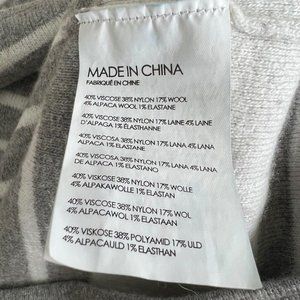 MADE IN CHINA
FABRIQUÉ EN CHINE
40% VISCOSE 38% NYLON 17% WOOL
4% ALPACA WOOL 1% ELASTANE
40% VISCOSE 38% NYLON 17% LAINE 4% LAINE
D'ALPAGA 1% ELASTHANNE
40% VISCOSA 38% NYLON 17% LANA 4% LANA
ALPACA 1% ELASTANO
40% VISCOSA 38% NYLON 17% LANA 4% LANA
DE ALPACA 1% ELASTANO
40% VISKOSE 38% NYLON 17% WOLLE
4% ALPAKAWOLLE 1% ELASTHAN
40% VISCOSE 38% NYLON 17% WOL
4% ALPACAWOL 1% ELASTAAN
40% VISKOSE 38% POLYAMID 17% ULD
4% ALPACAULD 1% ELASTHAN